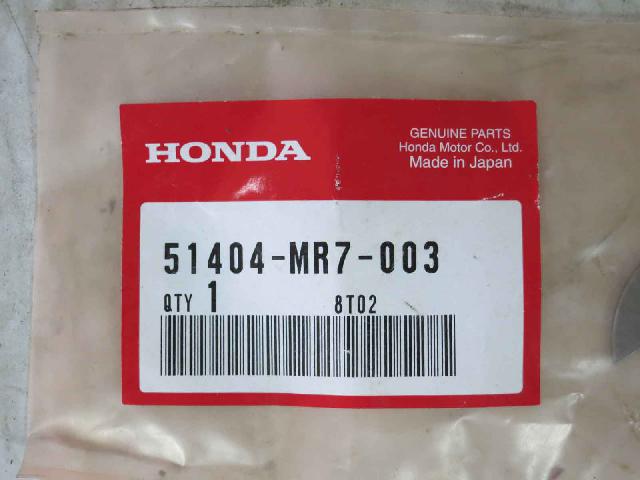 HONDA
GENUINE PARTS
Honda Motor Co., Ltd.
Made in Japan
51404-MR7-003
QTY 1 8T02